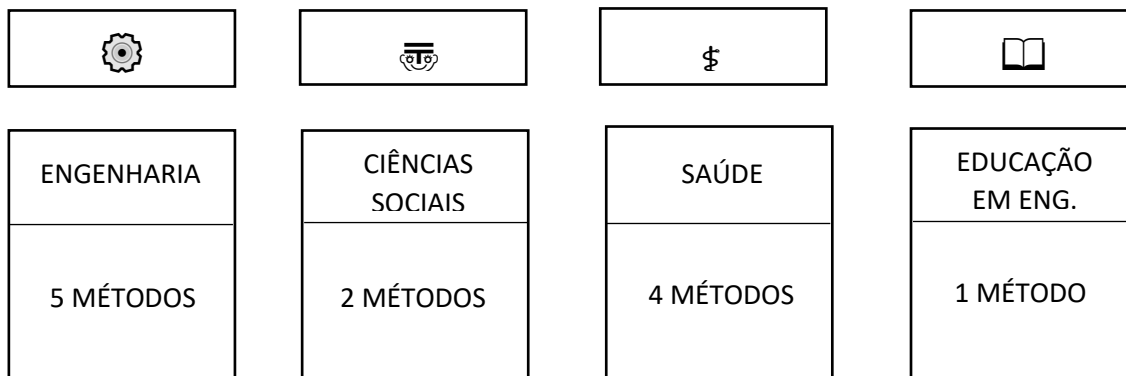 ENGENHARIA
5 MÉTODOS
CIÊNCIAS
SOCIAIS
2 MÉTODOS
SAÚDE
4 MÉTODOS
EDUCAÇÃO
EM ENG.
1 MÉTODO